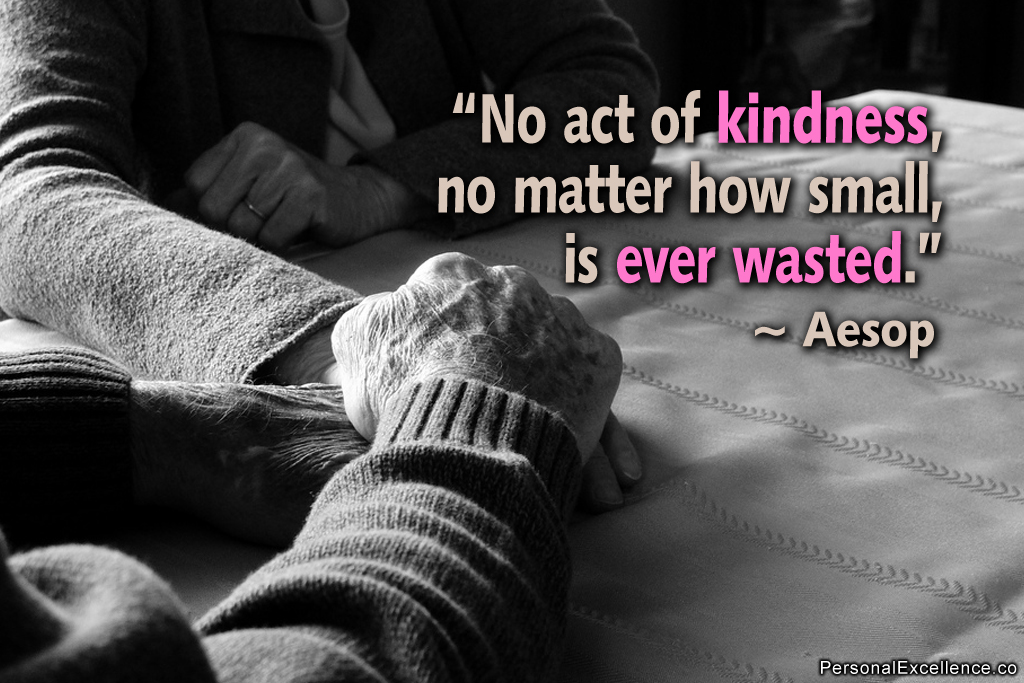 “No act of kindness,
no matter how small,
is ever wasted.”
~ Aesop
PersonalExcellence.co